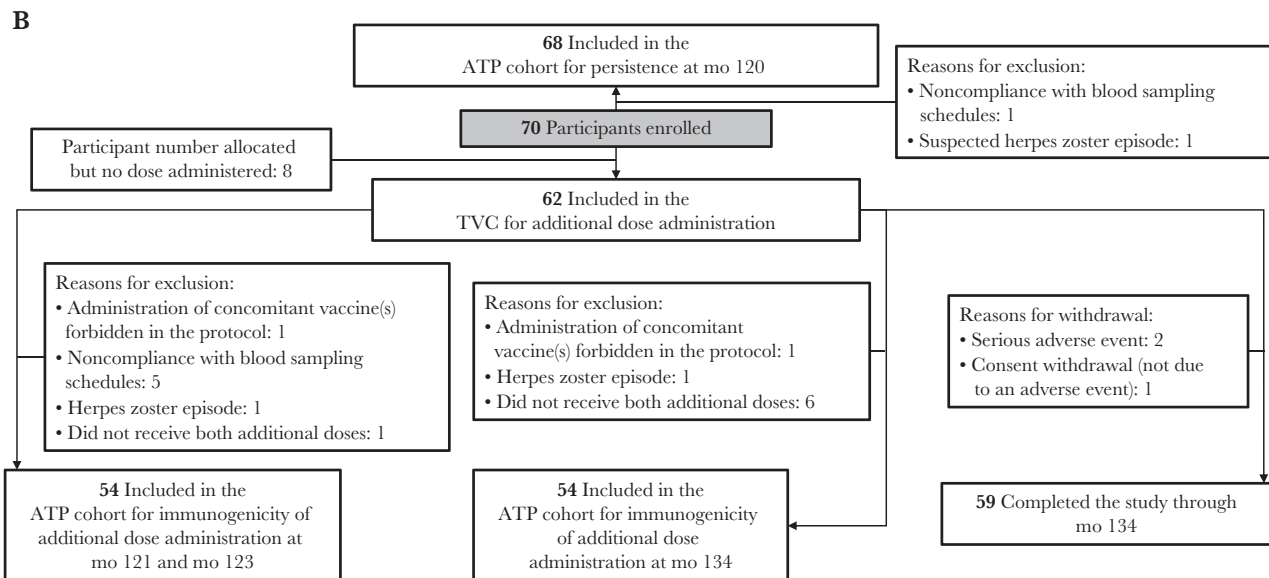 B
68 Included in the
ATP cohort for persistence at mo 120
Reasons for exclusion:
• Noncompliance with blood sampling
schedules: 1
• Suspected herpes zoster episode: 1
70 Participants enrolled
Participant number allocated
but no dose administered: 8
62 Included in the
TVC for additional dose administration
Reasons for exclusion:
• Administration of concomitant vaccine(s)
forbidden in the protocol: 1
• Noncompliance with blood sampling
schedules: 5
• Herpes zoster episode: 1
• Did not receive both additional doses: 1
Reasons for exclusion:
• Administration of concomitant
vaccine(s) forbidden in the protocol: 1
• Herpes zoster episode: 1
• Did not receive both additional doses: 6
Reasons for withdrawal:
• Serious adverse event: 2
• Consent withdrawal (not due
to an adverse event): 1
54 Included in the
ATP cohort for immunogenicity of
additional dose administration at
mo 121 and mo 123
54 Included in the
ATP cohort for immunogenicity
of additional dose
administration at mo 134
59 Completed the study through
mo 134